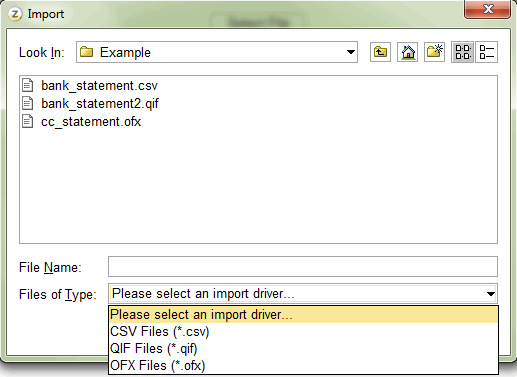 Import
Select File
Look In: Example
bank_statement.csv
bank_statement2.qif
cc_statement.ofx
File Name:
Files of Type: Please select an import driver...
Please select an import driver...
CSV Files (*.csv)
QIF Files (*.qif)
OFX Files (*.ofx)